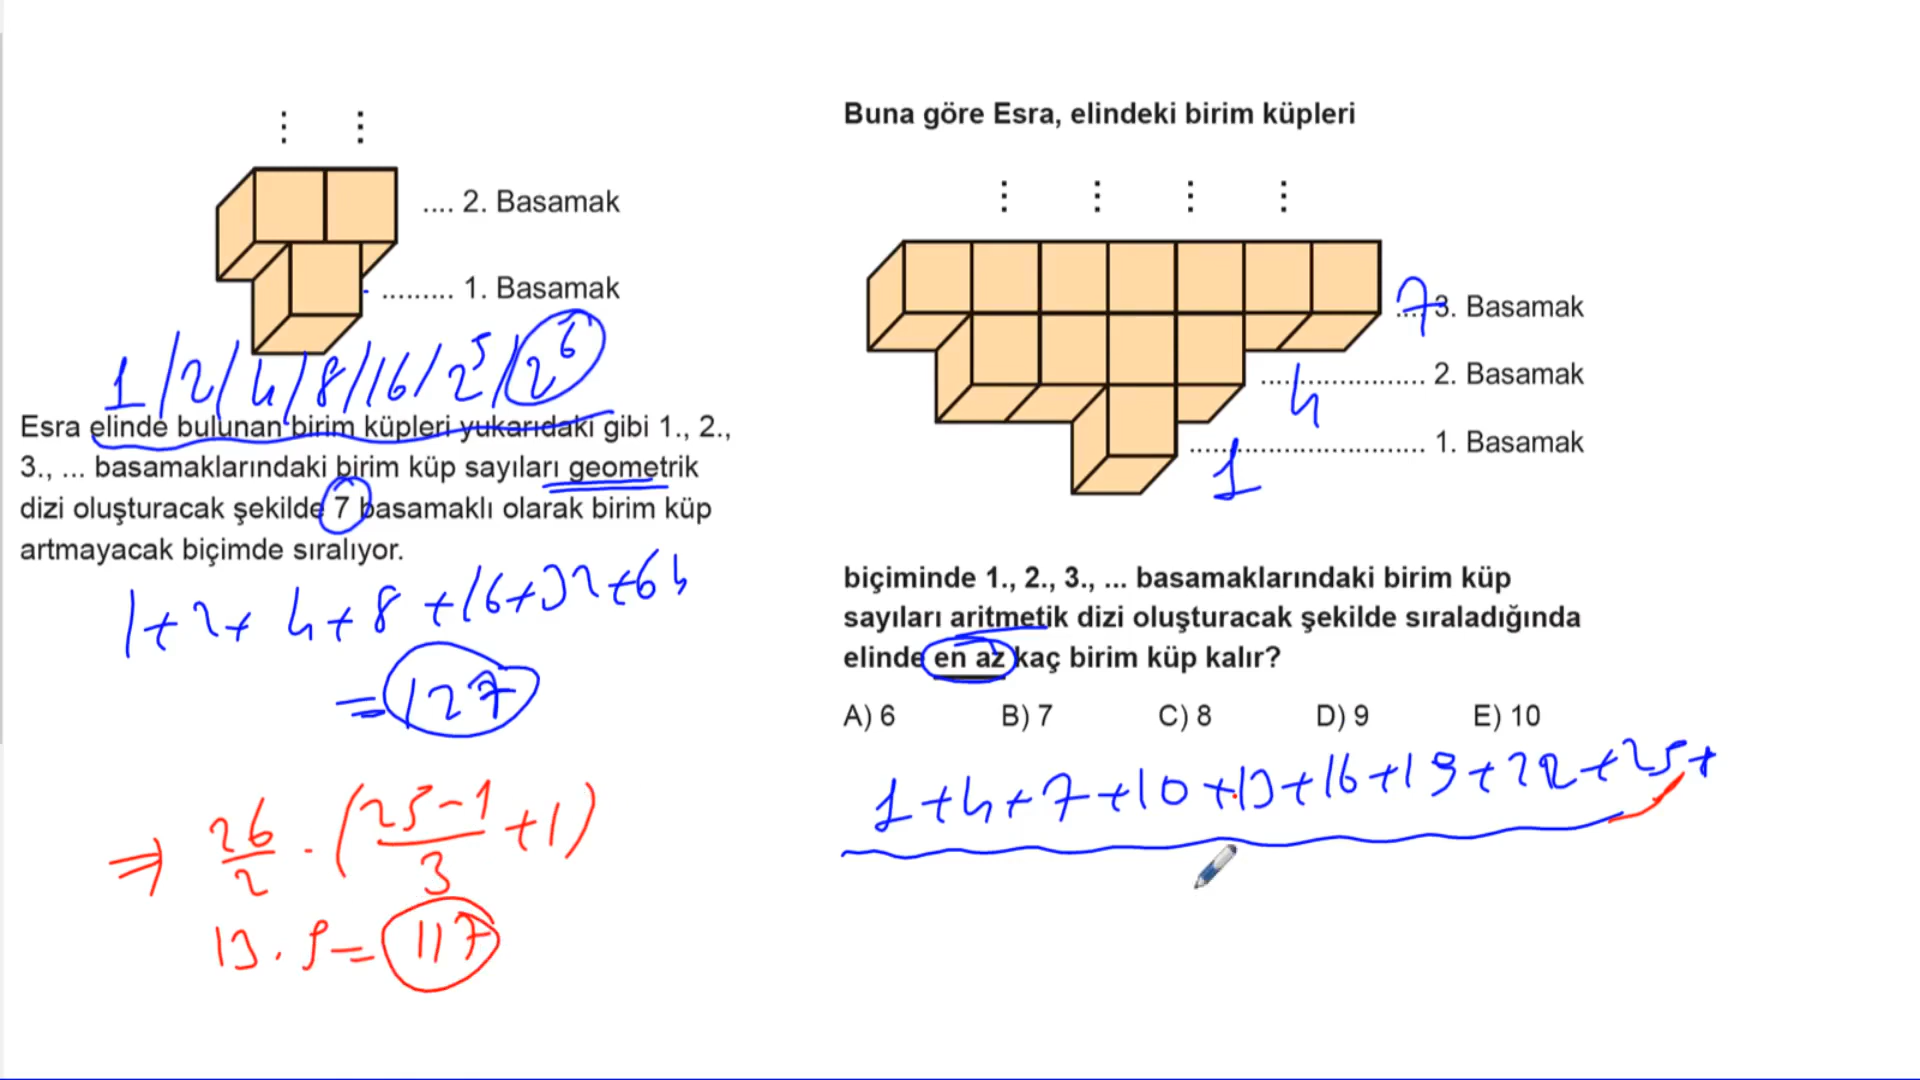 ⋮ ⋮
.... 2. Basamak
......... 1. Basamak
1 / 2 / 4 / 8 / 16 / 2⁵ / 2⁶
Esra elinde bulunan birim küpleri yukarıdaki gibi 1., 2.,
3., ... basamaklarındaki birim küp sayıları geometrik
dizi oluşturacak şekilde 7 basamaklı olarak birim küp
artmayacak biçimde sıralıyor.
1+2+4+8+16+32+64
=127
⇒ 26/2 · (25-1/3 +1)
13.9=117
Buna göre Esra, elindeki birim küpleri
⋮ ⋮ ⋮ ⋮
7
.... 3. Basamak
4
........................ 2. Basamak
1
.............................. 1. Basamak
biçiminde 1., 2., 3., ... basamaklarındaki birim küp
sayıları aritmetik dizi oluşturacak şekilde sıraladığında
elinde en az kaç birim küp kalır?
A) 6 B) 7 C) 8 D) 9 E) 10
1+4+7+10+13+16+19+22+25+